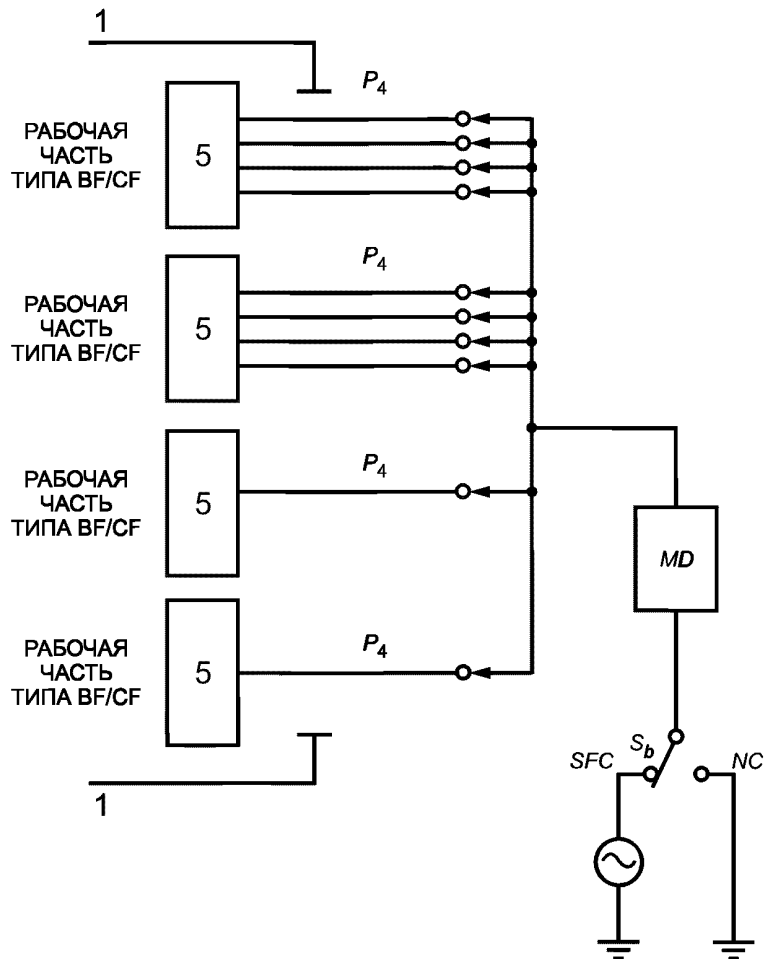 1
P4
РАБОЧАЯ
ЧАСТЬ
ТИПА BF/CF
5
P4
РАБОЧАЯ
ЧАСТЬ
ТИПА BF/CF
5
P4
РАБОЧАЯ
ЧАСТЬ
ТИПА BF/CF
5
MD
P4
РАБОЧАЯ
ЧАСТЬ
ТИПА BF/CF
5
Sb
SFC
NC
1